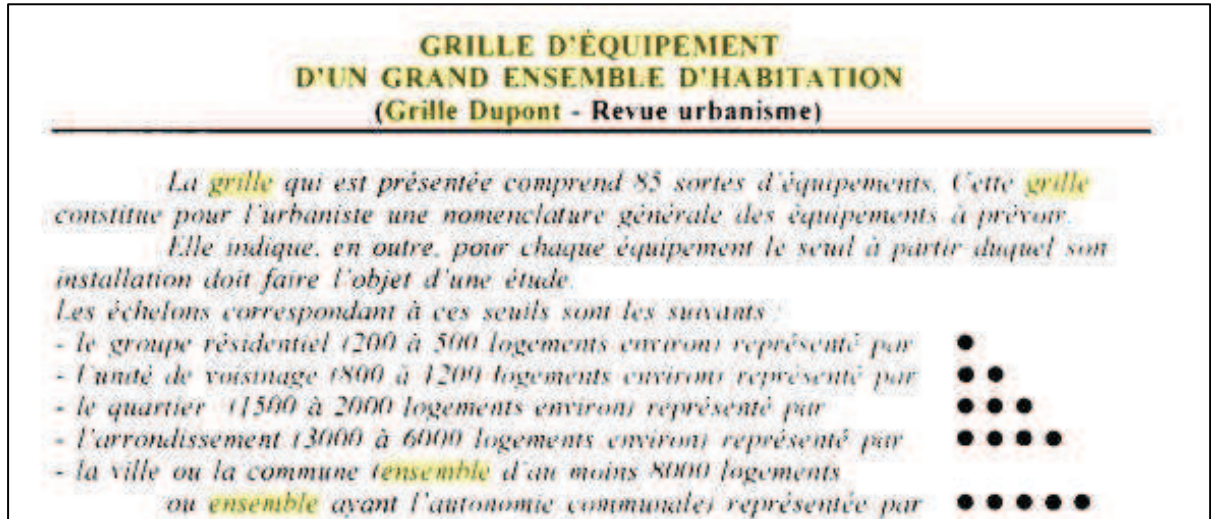 GRILLE D'ÉQUIPEMENT
D'UN GRAND ENSEMBLE D'HABITATION
(Grille Dupont - Revue urbanisme)
La grille qui est présentée comprend 85 sortes d'équipements. Cette grille
constitue pour l'urbaniste une nomenclature générale des équipements à prévoir.
Elle indique, en outre, pour chaque équipement le seuil à partir duquel son
installation doit faire l'objet d'une étude.
Les échelons correspondant à ces seuils sont les suivants :
- le groupe résidentiel (200 à 500 logements environ) représenté par ●
- l'unité de voisinage (800 à 1200 logements environ) représenté par ● ●
- le quartier (1500 à 2000 logements environ) représenté par ● ● ●
- l'arrondissement (3000 à 6000 logements environ) représenté par ● ● ● ●
- la ville ou la commune (ensemble d'au moins 8000 logements
ou ensemble ayant l'autonomie communale) représentée par ● ● ● ● ●